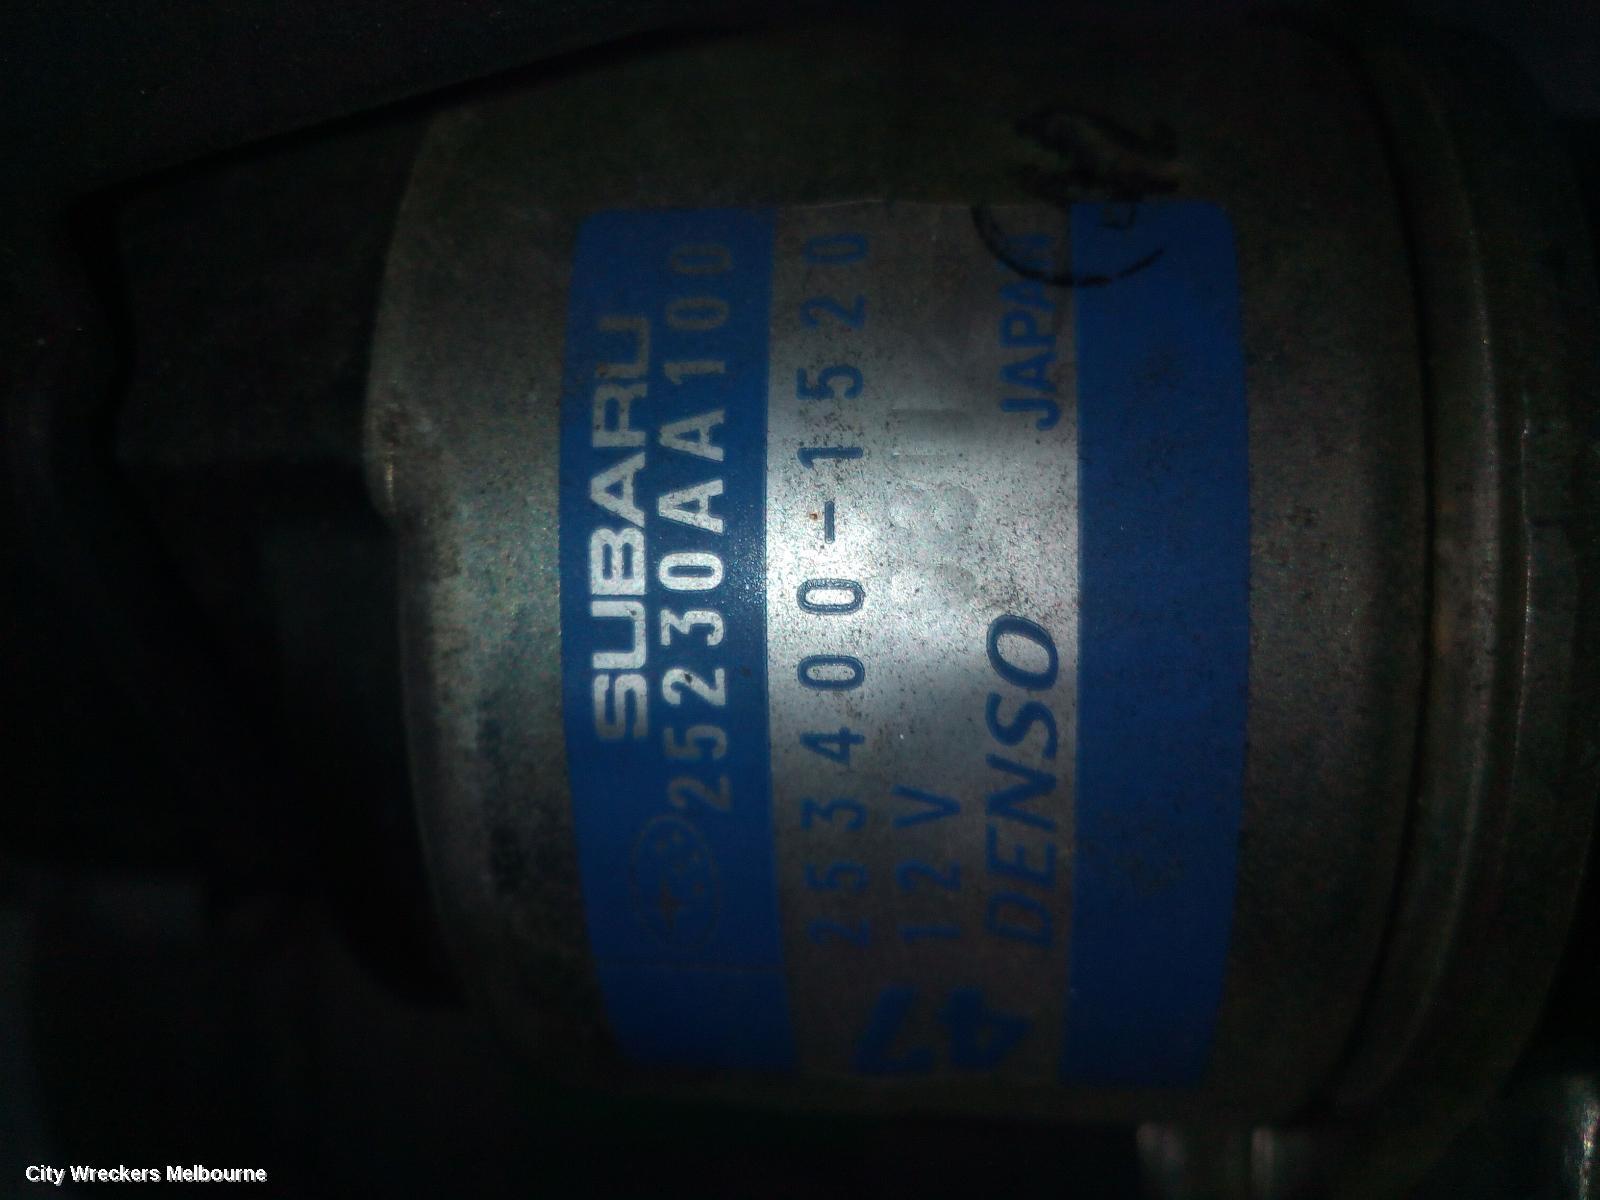 SUBARU
25230AA100
253400-1520
12V
DENSO JAPAN
47
City Wreckers Melbourne